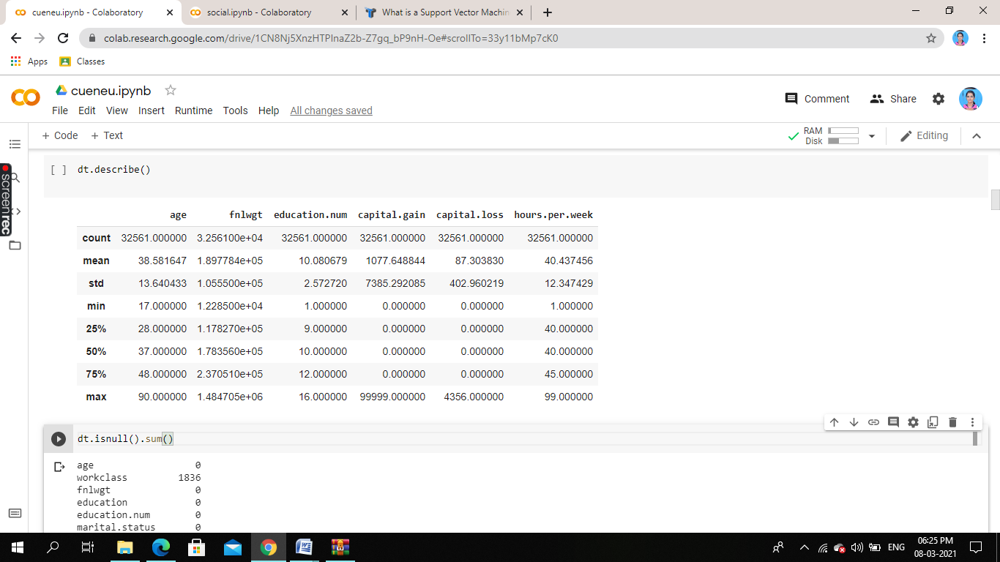 cueneu.ipynb - Colaboratory
social.ipynb - Colaboratory
What is a Support Vector Machin
colab.research.google.com/drive/1CN8Nj5XnzHTPlnaZ2b-Z7gq_bP9nH-Oe#scrollTo=33y11bMp7cK0
Apps Classes
cueneu.ipynb
Comment Share
File Edit View Insert Runtime Tools Help All changes saved
+ Code + Text
RAM
Disk
Editing
screenrec
[ ] dt.describe()
age fnlwgt education.num capital.gain capital.loss hours.per.week
count 32561.000000 3.256100e+04 32561.000000 32561.000000 32561.000000 32561.000000
mean 38.581647 1.897784e+05 10.080679 1077.648844 87.303830 40.437456
std 13.640433 1.055500e+05 2.572720 7385.292085 402.960219 12.347429
min 17.000000 1.228500e+04 1.000000 0.000000 0.000000 1.000000
25% 28.000000 1.178270e+05 9.000000 0.000000 0.000000 40.000000
50% 37.000000 1.783560e+05 10.000000 0.000000 0.000000 40.000000
75% 48.000000 2.370510e+05 12.000000 0.000000 0.000000 45.000000
max 90.000000 1.484705e+06 16.000000 99999.000000 4356.000000 99.000000
dt.isnull().sum()
age 0
workclass 1836
fnlwgt 0
education 0
education.num 0
marital.status 0
ENG
06:25 PM
08-03-2021